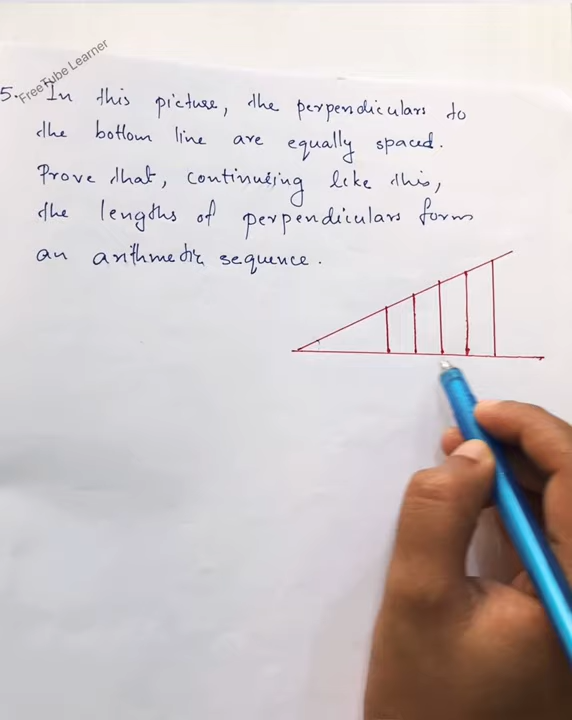 FreeTube Learner
5. In this picture, the perpendiculars to
the bottom line are equally spaced.
Prove that, continuing like this,
the lengths of perpendiculars form
an arithmetic sequence.